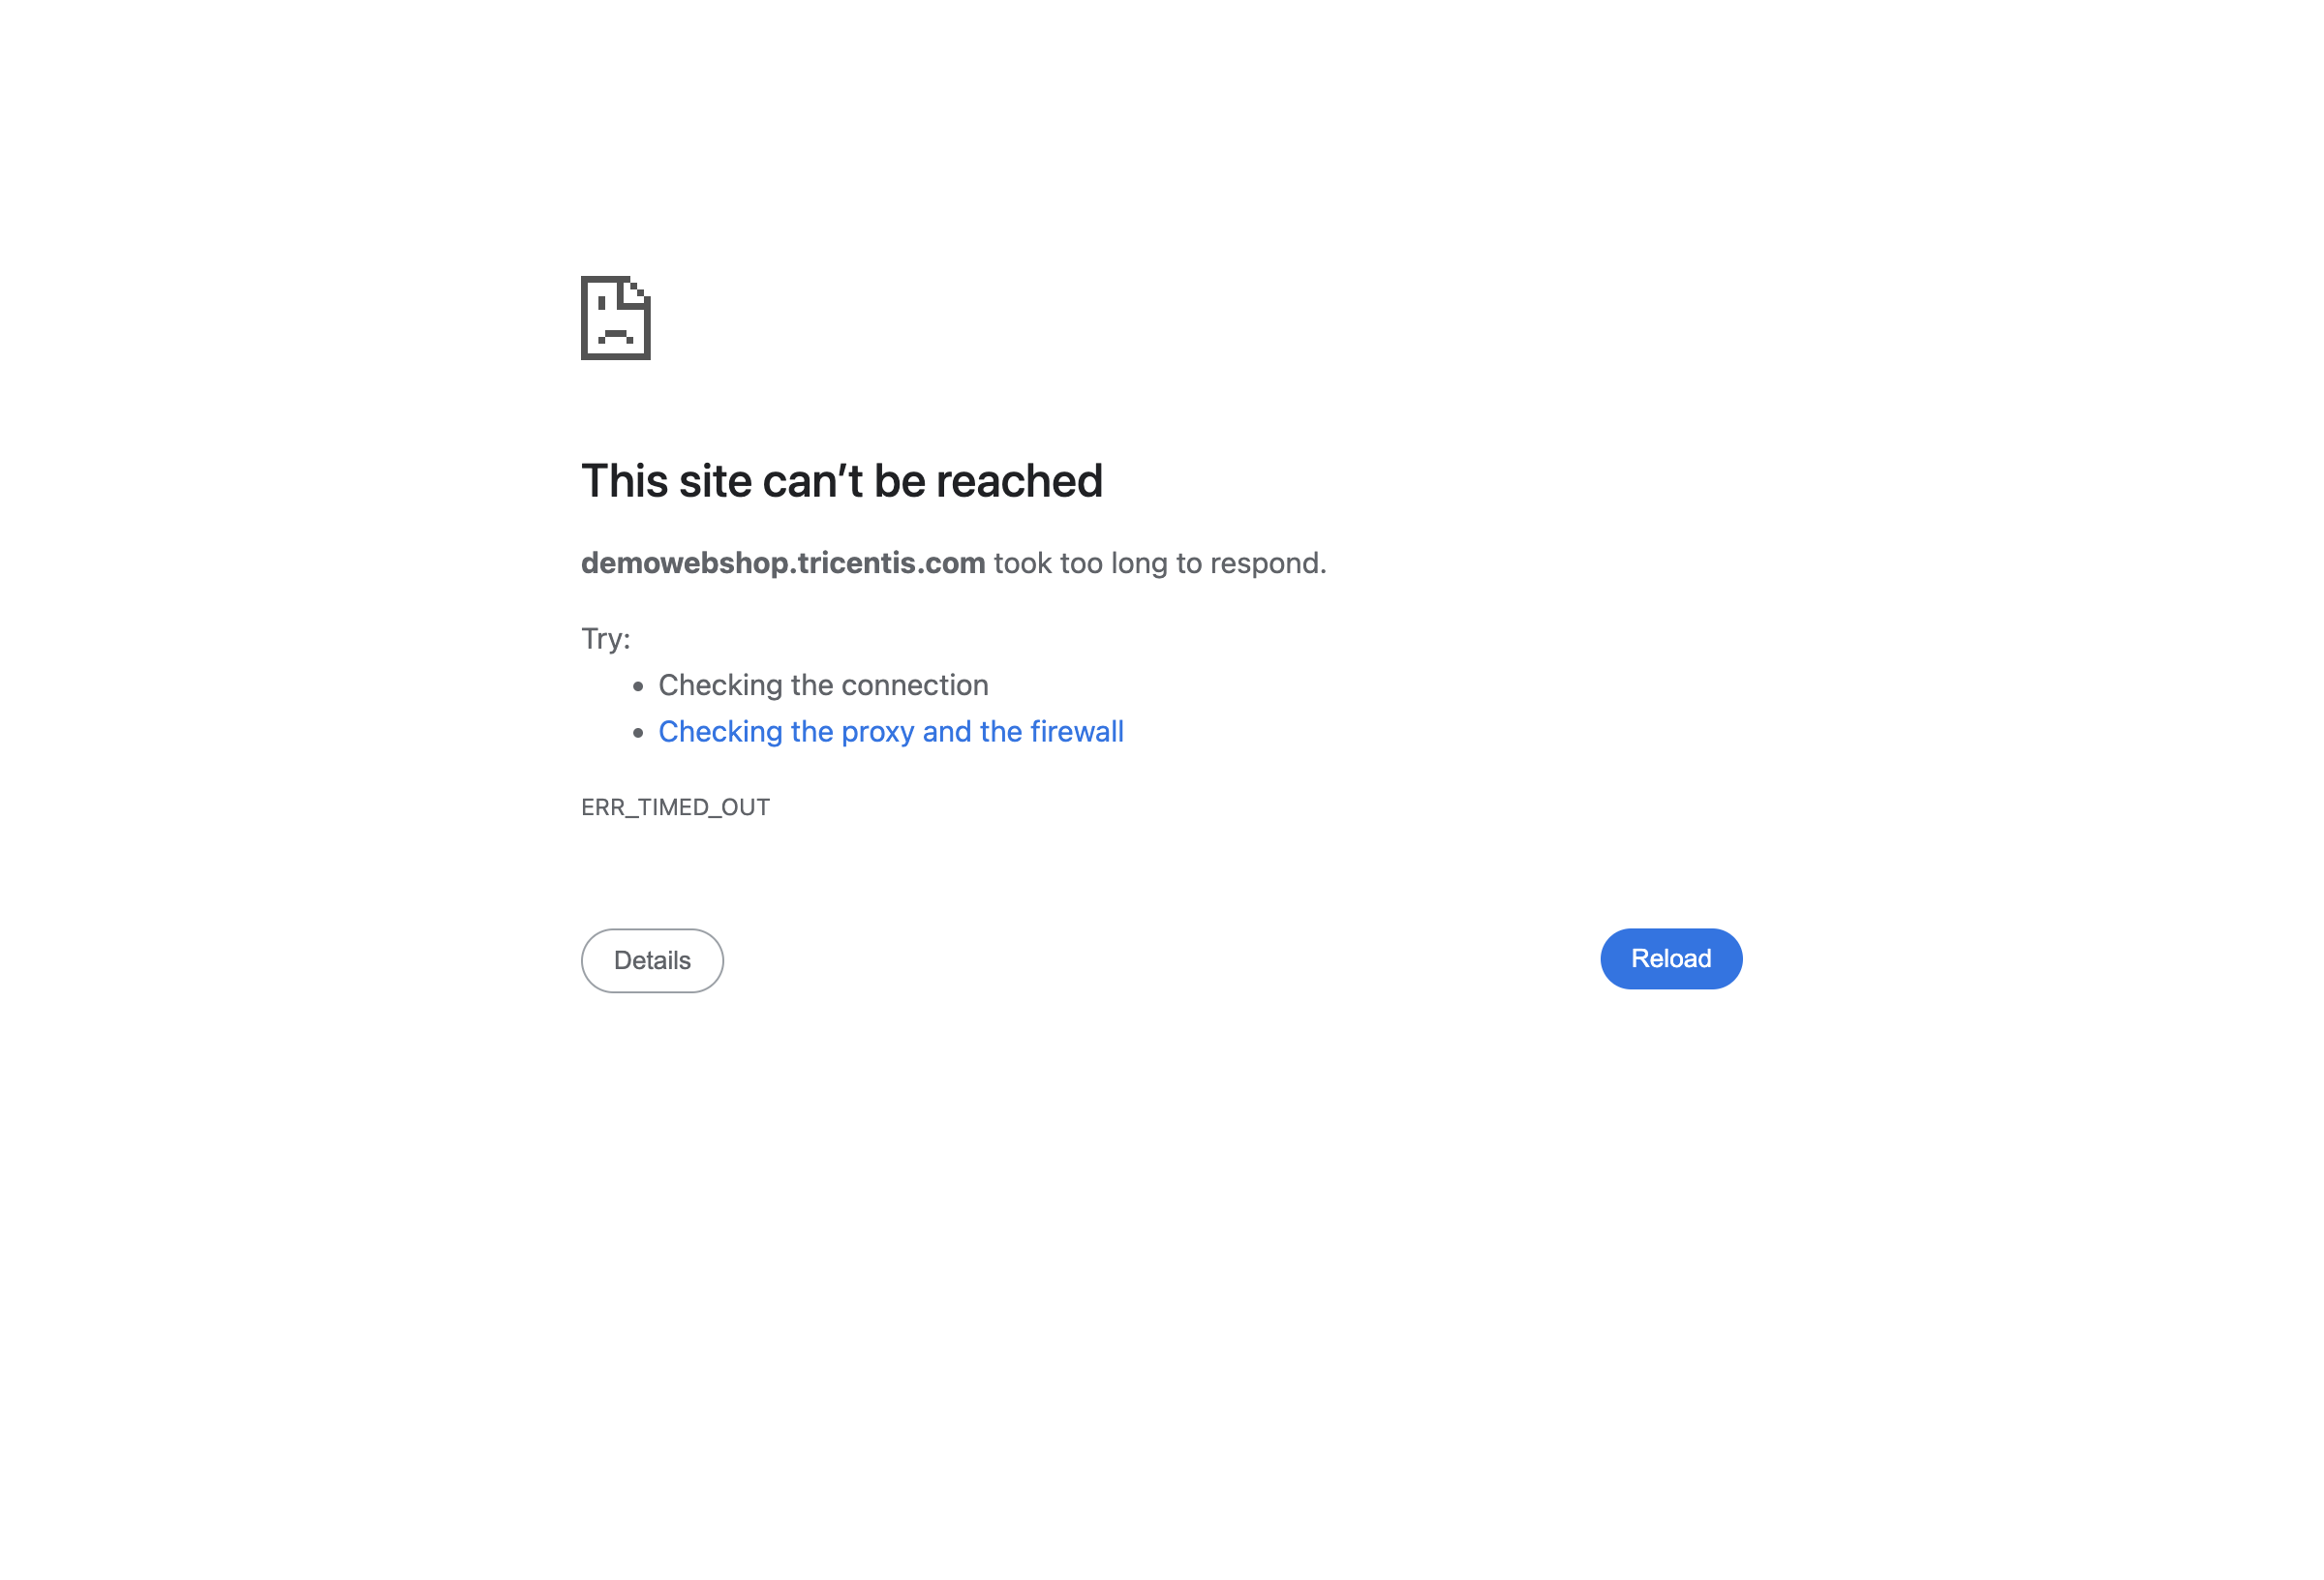 This site can’t be reached
demowebshop.tricentis.com took too long to respond.
Try:
Checking the connection
Checking the proxy and the firewall
ERR_TIMED_OUT
Details
Reload